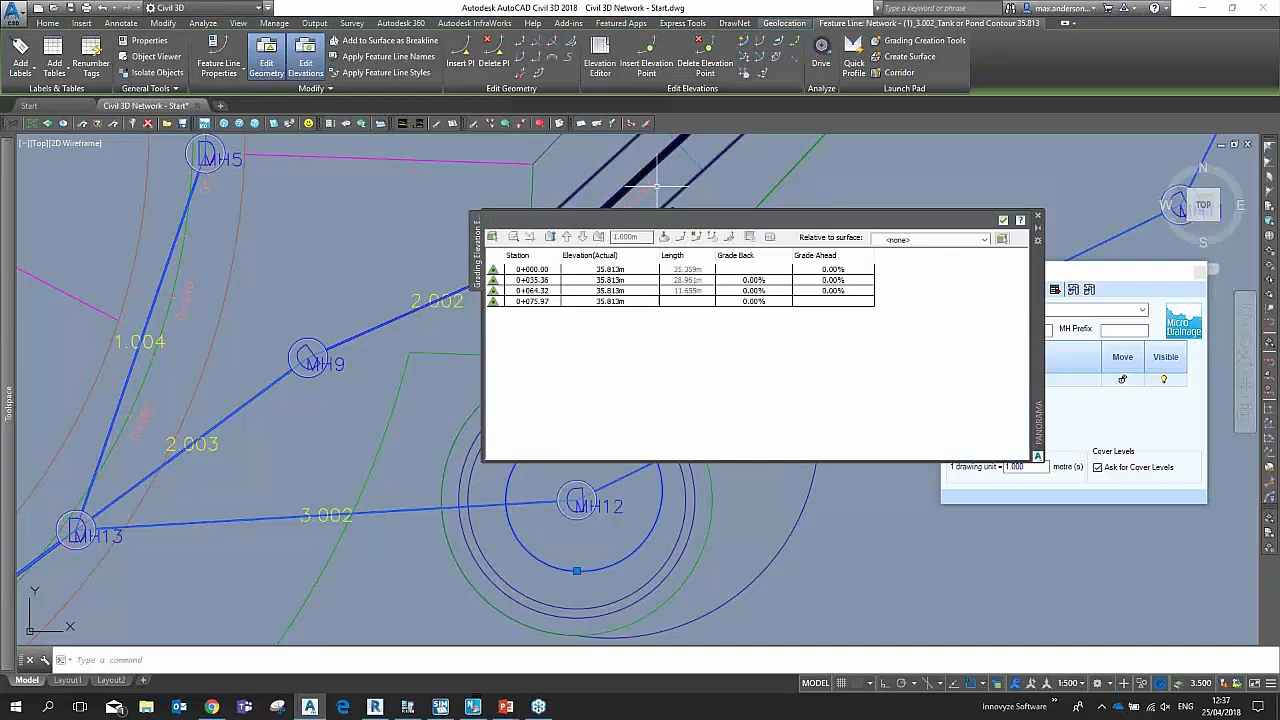 Autodesk AutoCAD Civil 3D 2018 Civil 3D Network - Start.dwg
Civil 3D
Type a keyword or phrase
max.anderson...
Home Insert Annotate Modify Analyze View Manage Output Survey Autodesk 360 Autodesk InfraWorks Help Add-ins Featured Apps Express Tools DrawNet Geolocation Feature Line: Network - (1)_3.002_Tank or Pond Contour 35.813
Add Labels
Add Tables
Renumber Tags
Properties
Object Viewer
Isolate Objects
Feature Line Properties
Edit Geometry
Edit Elevations
Add to Surface as Breakline
Apply Feature Line Names
Apply Feature Line Styles
Insert PI
Delete PI
Elevation Editor
Insert Elevation Point
Delete Elevation Point
Drive
Quick Profile
Grading Creation Tools
Create Surface
Corridor
Labels & Tables General Tools Modify Edit Geometry Edit Elevations Analyze Launch Pad
Start Civil 3D Network - Start*
[−][Top][2D Wireframe]
MH5
N
W TOP E
S
1.000m Relative to surface: <none>
Station Elevation(Actual) Length Grade Back Grade Ahead
0+000.00 35.813m 35.359m 0.00%
0+035.36 35.813m 28.961m 0.00% 0.00%
0+064.32 35.813m 11.655m 0.00% 0.00%
0+075.97 35.813m 0.00%
PANORAMA
2.002
1.004
MH9
2.003
3.002
MH12
MH13
MH Prefix
Micro Drainage
Move Visible
Cover Levels
1 drawing unit = 1.000 metre (s)
Ask for Cover Levels
Y
X
Type a command
Model Layout1 Layout2
MODEL 1:500 3.500
Innovyze Software
12:37
25/04/2018